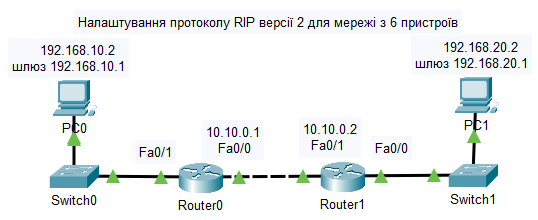 Налаштування протоколу RIP версії 2 для мережі з 6 пристроїв
192.168.10.2
шлюз 192.168.10.1
192.168.20.2
шлюз 192.168.20.1
PC0
PC1
10.10.0.1
10.10.0.2
Fa0/1
Fa0/0
Fa0/1
Fa0/0
Switch0
Router0
Router1
Switch1